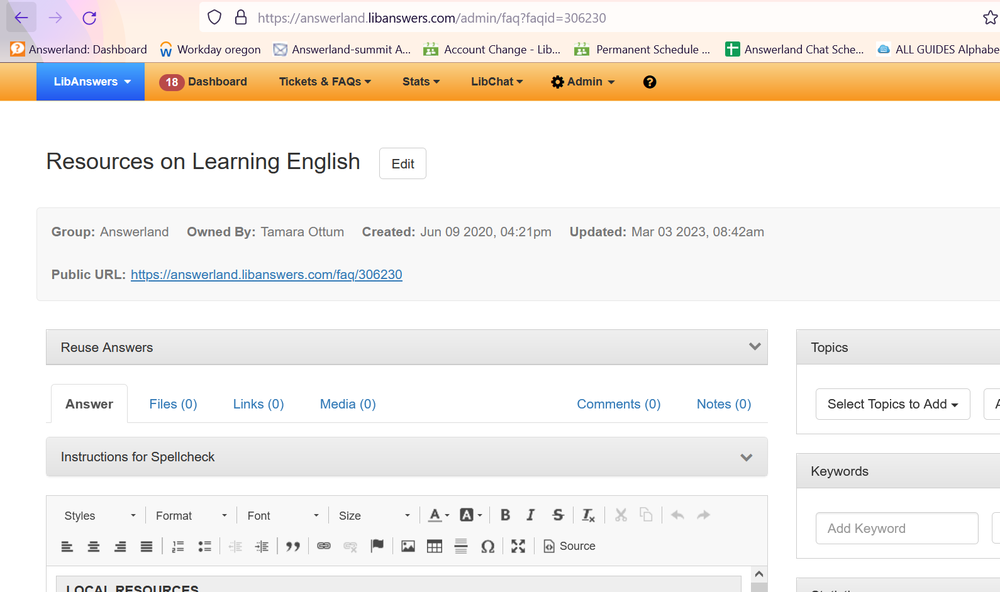 https://answerland.libanswers.com/admin/faq?faqid=306230
Answerland: Dashboard Workday oregon Answerland-summit A... Account Change - Lib... Permanent Schedule ... Answerland Chat Sche... ALL GUIDES Alphabe
LibAnswers 18 Dashboard Tickets & FAQs Stats LibChat Admin ?
Resources on Learning English Edit
Group: Answerland Owned By: Tamara Ottum Created: Jun 09 2020, 04:21pm Updated: Mar 03 2023, 08:42am
Public URL: https://answerland.libanswers.com/faq/306230
Reuse Answers
Topics
Answer Files (0) Links (0) Media (0) Comments (0) Notes (0)
Select Topics to Add
Instructions for Spellcheck
Keywords
Styles Format Font Size
Add Keyword
Source
LOCAL RESOURCES